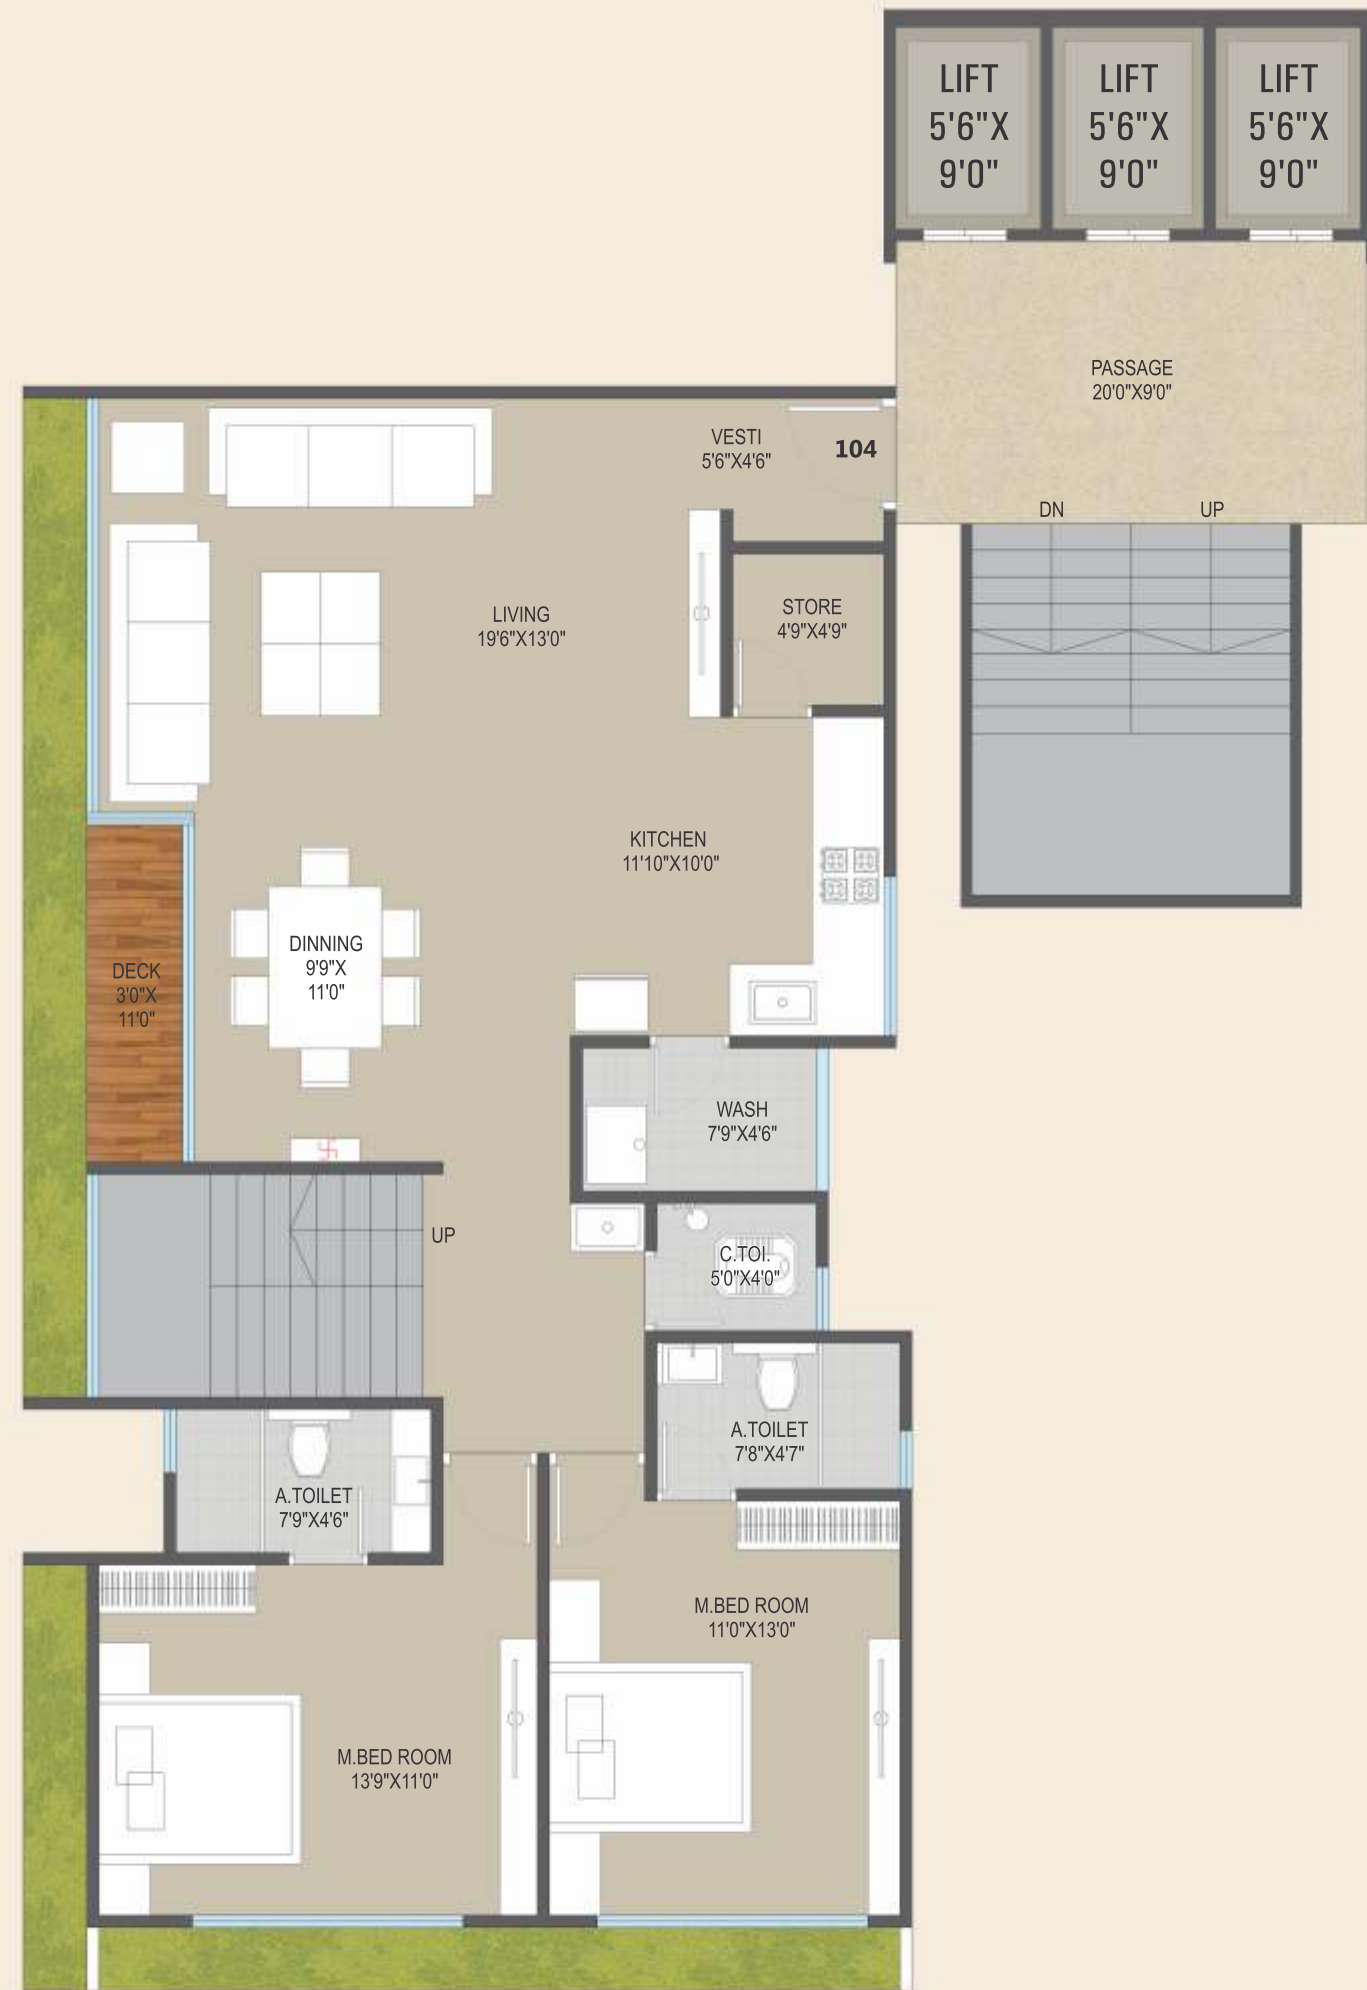 LIFT
5'6"X
9'0"
LIFT
5'6"X
9'0"
LIFT
5'6"X
9'0"
PASSAGE
20'0"X9'0"
VESTI
5'6"X4'6"
104
DN
UP
LIVING
19'6"X13'0"
STORE
4'9"X4'9"
KITCHEN
11'10"X10'0"
DINNING
9'9"X
11'0"
DECK
3'0"X
11'0"
WASH
7'9"X4'6"
UP
C.TOI.
5'0"X4'0"
A.TOILET
7'8"X4'7"
A.TOILET
7'9"X4'6"
M.BED ROOM
11'0"X13'0"
M.BED ROOM
13'9"X11'0"